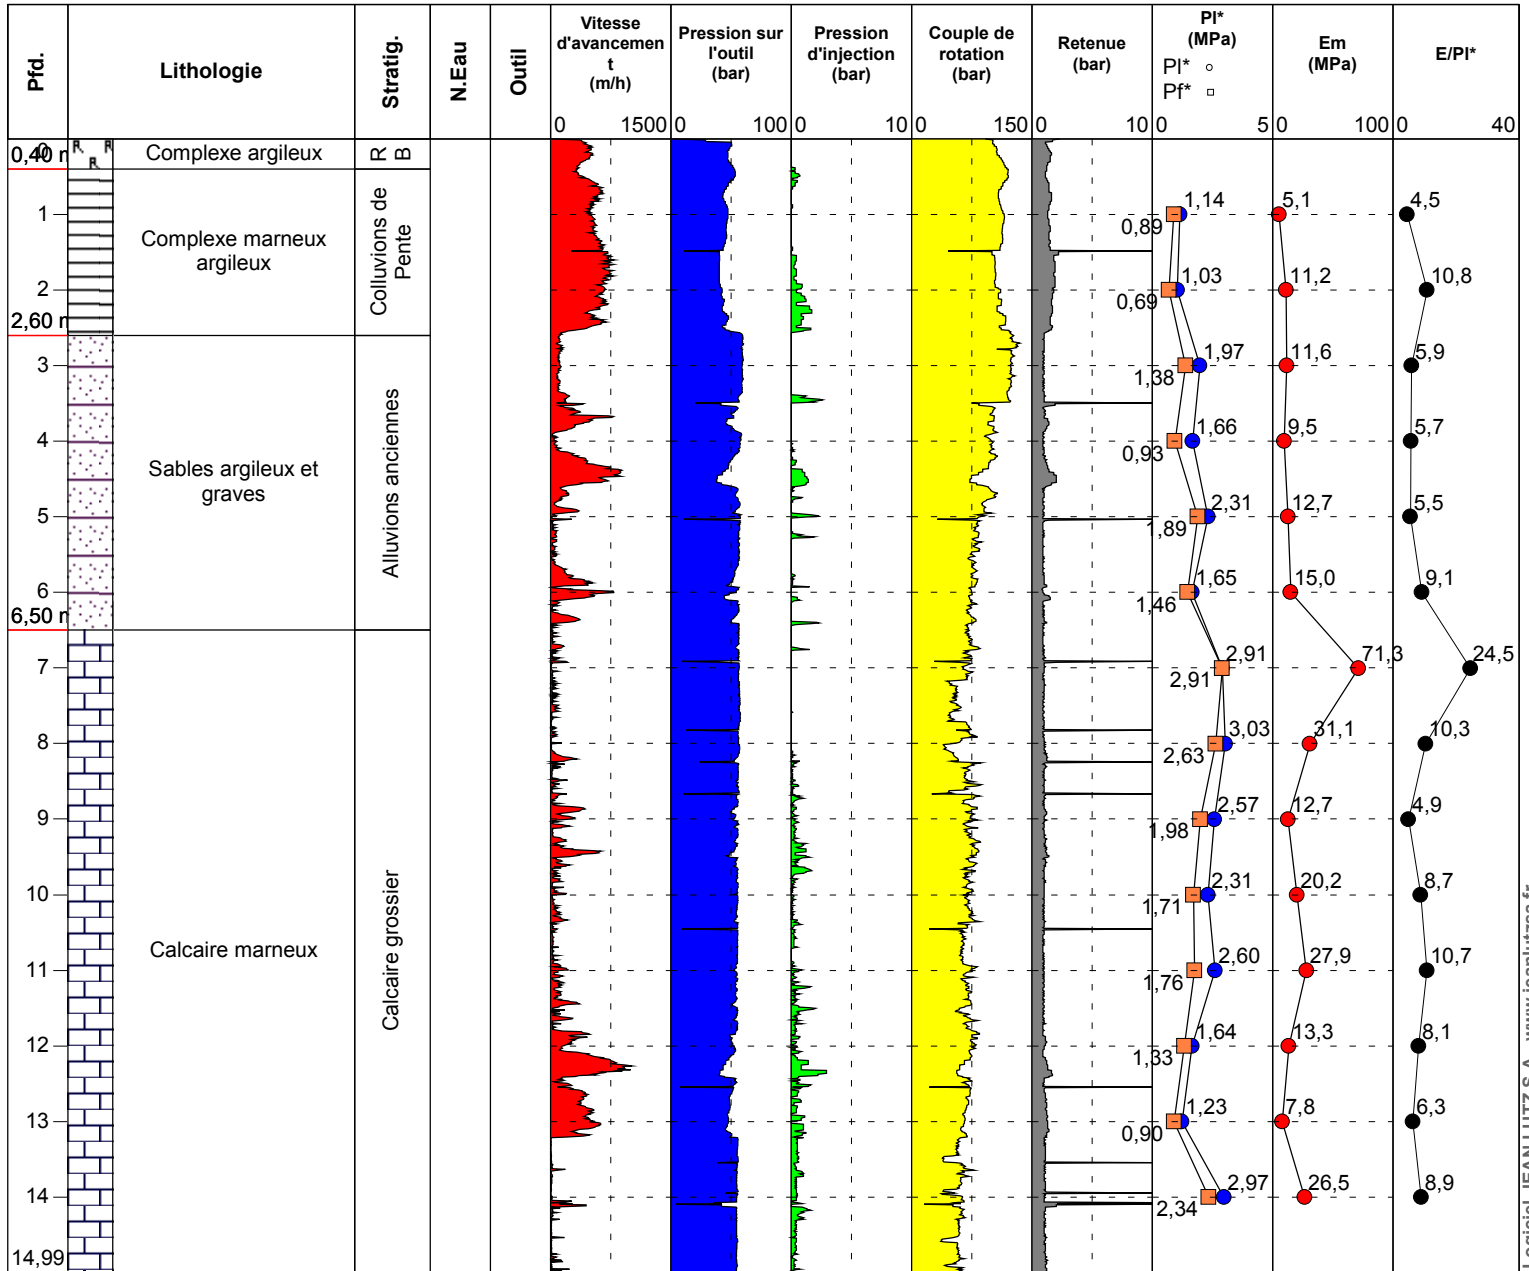 Pfd.
Lithologie
Stratig.
N.Eau
Outil
Vitesse
d'avancemen
t
(m/h)
Pression sur
l'outil
(bar)
Pression
d'injection
(bar)
Couple de
rotation
(bar)
Retenue
(bar)
Pl*
(MPa)
Pl*
Pf*
Em
(MPa)
E/Pl*
0 1500
0 100
0 10
0 150
0 10
0 5
0 100
0 40
0,40 m
Complexe argileux
R
B
1
Complexe marneux
argileux
Colluvions de
Pente
2
2,60 m
3
4
Sables argileux et
graves
Alluvions anciennes
5
6
6,50 m
7
8
9
10
Calcaire marneux
Calcaire grossier
11
12
13
14
14,99
1,14
0,89
5,1
4,5
1,03
0,69
11,2
10,8
1,97
1,38
11,6
5,9
1,66
0,93
9,5
5,7
2,31
1,89
12,7
5,5
1,65
1,46
15,0
9,1
2,91
2,91
71,3
24,5
3,03
2,63
31,1
10,3
2,57
1,98
12,7
4,9
2,31
1,71
20,2
8,7
2,60
1,76
27,9
10,7
1,64
1,33
13,3
8,1
1,23
0,90
7,8
6,3
2,97
2,34
26,5
8,9
Logiciel JEAN LUTZ S.A - www.jeanlutzsa.fr